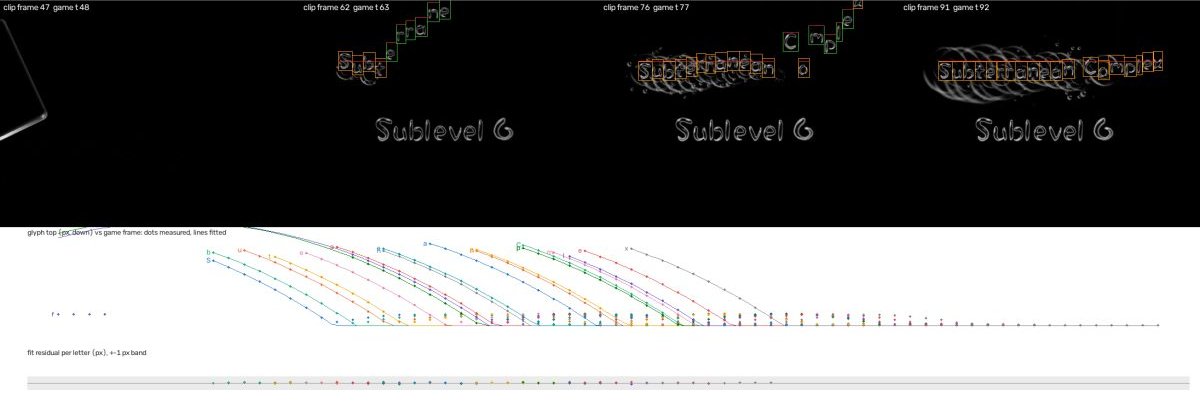 clip frame 47 game t 48
clip frame 62 game t 63
clip frame 76 game t 77
clip frame 91 game t 92
Subterranean Complex
Sublevel 6
Sublevel 6
Sublevel 6
glyph top (px, down) vs game frame: dots measured, lines fitted
fit residual per letter (px), +-1 px band